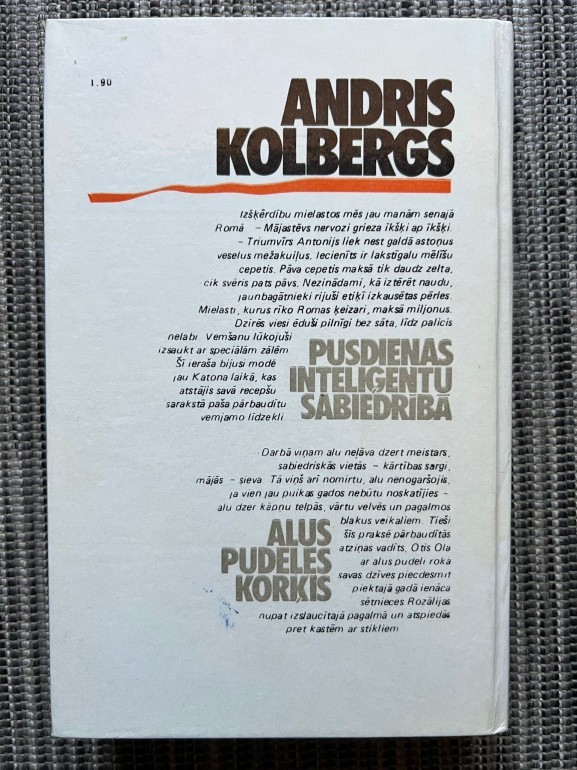 1.90
ANDRIS
KOLBERGS
Izšķērdību mielastos mēs jau manām senajā
Romā – Mājastēvs nervozi grieza īkšķi ap īkšķi.
– Triumvīrs Antonijs liek nest galdā astoņus
veselus mežakuiļus. Iecienīts ir lakstīgalu mēlīšu
cepetis. Pāva cepetis maksā tik daudz zelta,
cik svēris pats pāvs. Nezinādami, kā iztērēt naudu,
jaunbagātnieki rijuši etiķī izkausētas pērles.
Mielasti, kurus rīko Romas ķeizari, maksā miljonus.
Dzīrēs viesi ēduši pilnīgi bez sāta, līdz palicis
nelabi. Vemšanu lūkojuši
izsaukt ar speciālām zālēm
Šī ieraša bijusi modē
jau Katona laikā, kas
atstājis savā recepšu
sarakstā paša pārbaudītu
vemjamo līdzekli
PUSDIENAS
INTELIĢENTU
SABIEDRĪBĀ
Darbā viņam alu neļāva dzert meistars,
sabiedriskās vietās – kārtības sargi,
mājās – sieva. Tā viņš arī nomirtu, alu nenogaršojis,
ja vien jau puikas gados nebūtu noskatījies –
alu dzer kāpņu telpās, vārtu velvēs un pagalmos
blakus veikaliem. Tieši
šīs praksē pārbaudītās
atziņas vadīts, Otis Ola
ar alus pudeli rokā
savas dzīves piecdesmit
piektajā gadā ienāca
sētnieces Rozālijas
nupat izslaucītajā pagalmā un atspiedās
pret kastēm ar stikliem
ALUS
PUDELES
KORĶIS